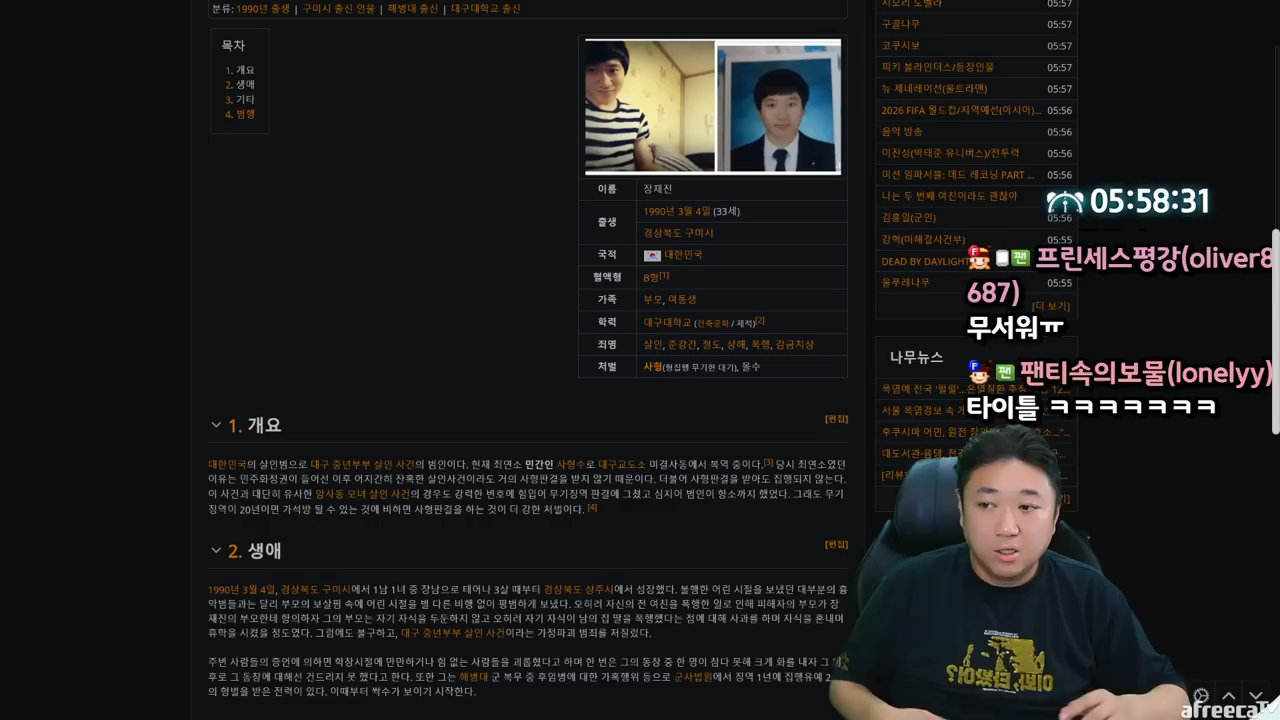 분류: 1990년 출생 | 구미시 출신 인물 | 해병대 출신 | 대구대학교 출신
목차
1. 개요
2. 생애
3. 기타
4. 범행
이름 장재진
출생 1990년 3월 4일 (33세)
경상북도 구미시
국적 대한민국
혈액형 B형[1]
가족 부모, 여동생
학력 대구대학교 (건축공학 / 제적)[2]
죄명 살인, 준강간, 절도, 상해, 폭행, 감금치상
처벌 사형(형집행 무기한 대기), 몰수
1. 개요 [편집]
대한민국의 살인범으로 대구 중년부부 살인 사건의 범인이다. 현재 최연소 민간인 사형수로 대구교도소 미결사동에서 복역 중이다.[3] 당시 최연소였던
이유는 민주화정권이 들어선 이후 어지간히 잔혹한 살인사건이라도 거의 사형판결을 받지 않기 때문이다. 더불어 사형판결을 받아도 집행되지 않는다.
이 사건과 대단히 유사한 암사동 모녀 살인 사건의 경우도 강력한 변호에 힘입어 무기징역 판결에 그쳤고 심지어 범인이 항소까지 했었다. 그래도 무기
징역이 20년이면 가석방 될 수 있는 것에 비하면 사형판결을 하는 것이 더 강한 처벌이다. [4]
2. 생애 [편집]
1990년 3월 4일, 경상북도 구미시에서 1남 1녀 중 장남으로 태어나 3살 때부터 경상북도 상주시에서 성장했다. 불행한 어린 시절을 보냈던 대부분의 흉
악범들과는 달리 부모의 보살핌 속에 어린 시절을 별 다른 비행 없이 평범하게 보냈다. 오히려 자신의 전 여친을 폭행한 일로 인해 피해자의 부모가 장
재진의 부모한테 항의하자 그의 부모는 자기 자식을 두둔하지 않고 오히려 자기 자식이 남의 집 딸을 폭행했다는 점에 대해 사과를 하며 자식을 혼내며
휴학을 시켰을 정도였다. 그럼에도 불구하고, 대구 중년부부 살인 사건이라는 가정파괴 범죄를 저질렀다.
주변 사람들의 증언에 의하면 학창시절에 만만하거나 힘 없는 사람들을 괴롭혔다고 하며 한 번은 그의 동창 중 한 명이 참다 못해 크게 화를 내자 그
후로 그 동창에 대해선 건드리지 못 했다고 한다. 또한 그는 해병대 군 복무 중 후임병에 대한 가혹행위 등으로 군사법원에서 징역 1년에 집행유예 2
의 형벌을 받은 전력이 있다. 이때부터 싹수가 보이기 시작한다.
시오리 노벨라 05:57
구골나무 05:57
코쿠시보 05:57
피키 블라인더스/등장인물 05:57
뉴 제네레이션(울트라맨) 05:57
2026 FIFA 월드컵/지역예선(아시아)... 05:56
음악 방송 05:56
이진성(박태준 유니버스)/전투력 05:56
미션 임파서블: 데드 레코닝 PART ... 05:56
나는 두 번째 여친이라도 괜찮아
김홍일(군인) 05:56
강혁(미해결사건부) 05:55
DEAD BY DAYLIGHT
물푸레나무 05:55
[더 보기]
05:58:31
팬 프린세스평강(oliver8
687)
무서워ㅠ
팬 팬티속의보물(lonelyy)
타이틀 ㅋㅋㅋㅋㅋㅋㅋ
나무뉴스
폭염에 전국 '펄펄'...온열질환 추정 12...
서울 폭염경보 속
후쿠시마 어민, 원전
[리뷰]
afreecaTV